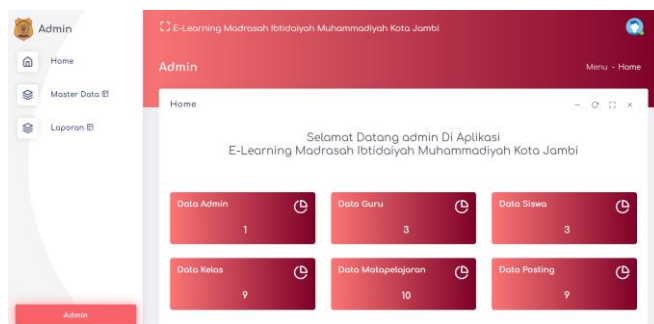 Admin
Home
Master Data
Laporan
Admin
E-Learning Madrasah Ibtidaiyah Muhammadiyah Kota Jambi
Admin
Menu - Home
Home
Selamat Datang admin Di Aplikasi
E-Learning Madrasah Ibtidaiyah Muhammadiyah Kota Jambi
Data Admin
1
Data Guru
3
Data Siswa
3
Data Kelas
9
Data Matapelajaran
10
Data Posting
9